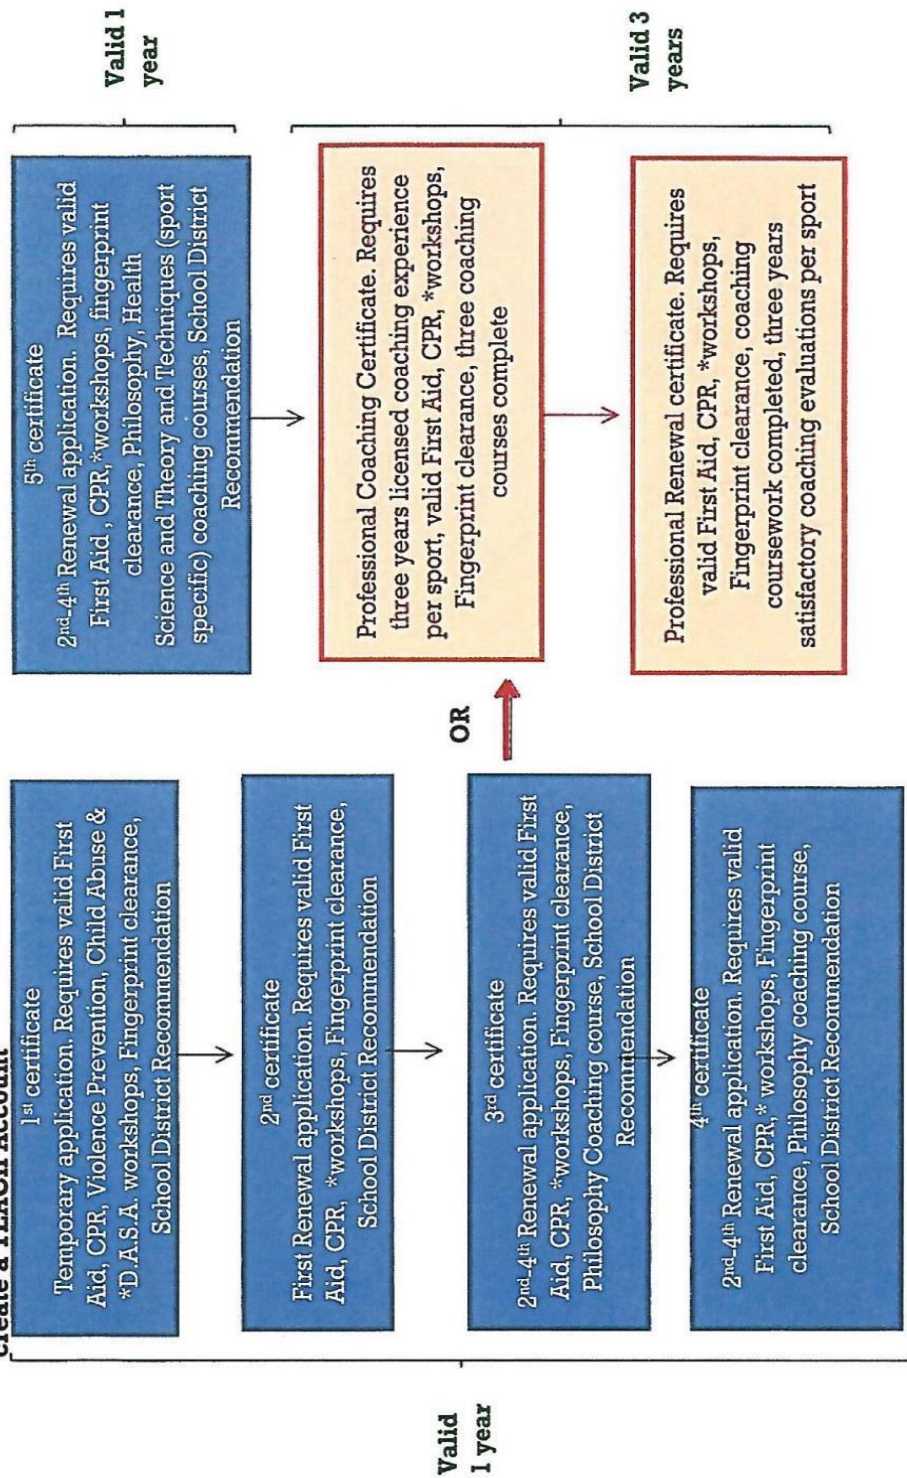 Create a TEACH Account
Valid
1 year
1st certificate
Temporary application. Requires valid First
Aid, CPR, Violence Prevention, Child Abuse &
*D.A.S.A. workshops, Fingerprint clearance,
School District Recommendation
2nd certificate
First Renewal application. Requires valid First
Aid, CPR, *workshops, Fingerprint clearance,
School District Recommendation
3rd certificate
2nd-4th Renewal application. Requires valid First
Aid, CPR, *workshops, Fingerprint clearance,
Philosophy Coaching course, School District
Recommendation
4th certificate
2nd-4th Renewal application. Requires valid
First Aid, CPR,* workshops, Fingerprint
clearance, Philosophy coaching course,
School District Recommendation
OR
5th certificate
2nd-4th Renewal application. Requires valid
First Aid , CPR,*workshops, fingerprint
clearance, Philosophy, Health
Science and Theory and Techniques (sport
specific) coaching courses, School District
Recommendation
Valid 1
year
Professional Coaching Certificate. Requires
three years licensed coaching experience
per sport, valid First Aid, CPR, *workshops,
Fingerprint clearance, three coaching
courses complete
Professional Renewal certificate. Requires
valid First Aid, CPR, *workshops,
Fingerprint clearance, coaching
coursework completed, three years
satisfactory coaching evaluations per sport
Valid 3
years